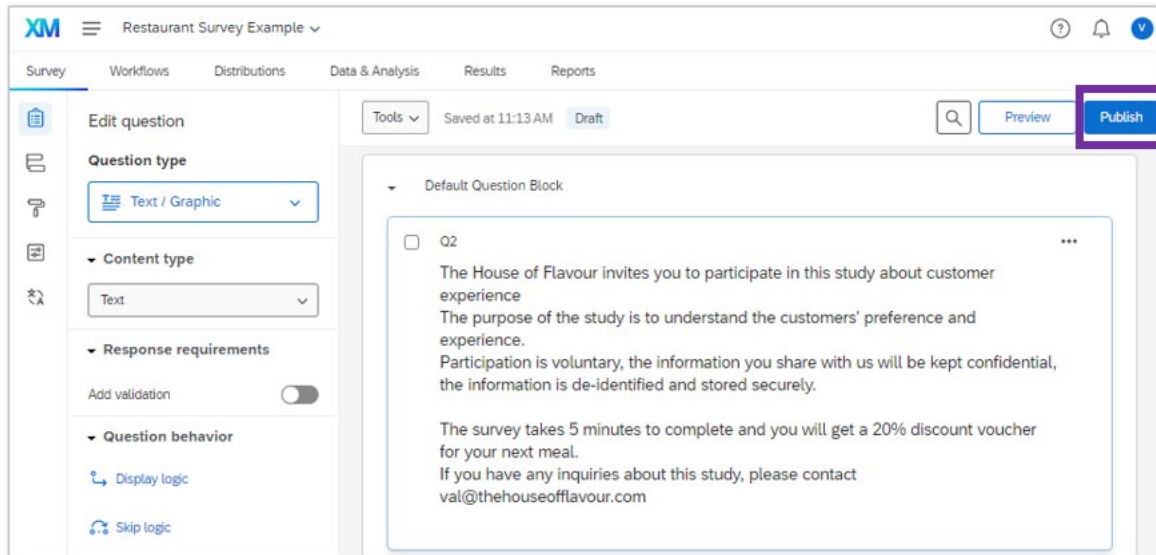 XM Restaurant Survey Example
? V
Survey Workflows Distributions Data & Analysis Results Reports
Edit question
Tools Saved at 11:13 AM Draft Preview Publish
Question type
Text / Graphic
Content type
Text
Response requirements
Add validation
Question behavior
Display logic
Skip logic
Default Question Block
Q2
The House of Flavour invites you to participate in this study about customer
experience
The purpose of the study is to understand the customers' preference and
experience.
Participation is voluntary, the information you share with us will be kept confidential,
the information is de-identified and stored securely.
The survey takes 5 minutes to complete and you will get a 20% discount voucher
for your next meal.
If you have any inquiries about this study, please contact
val@thehouseofflavour.com